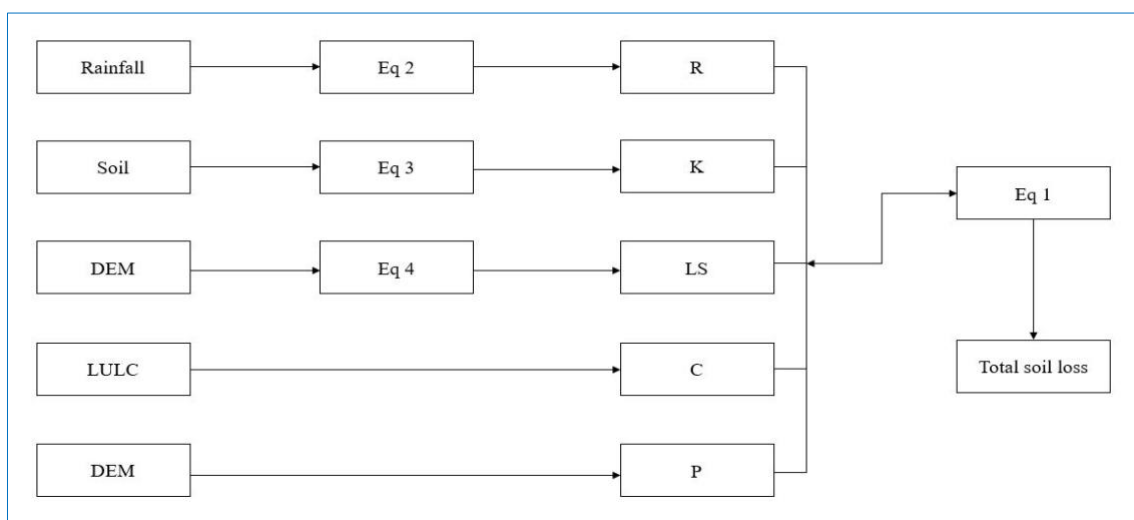 Rainfall
Eq 2
R
Soil
Eq 3
K
Eq 1
DEM
Eq 4
LS
LULC
C
Total soil loss
DEM
P